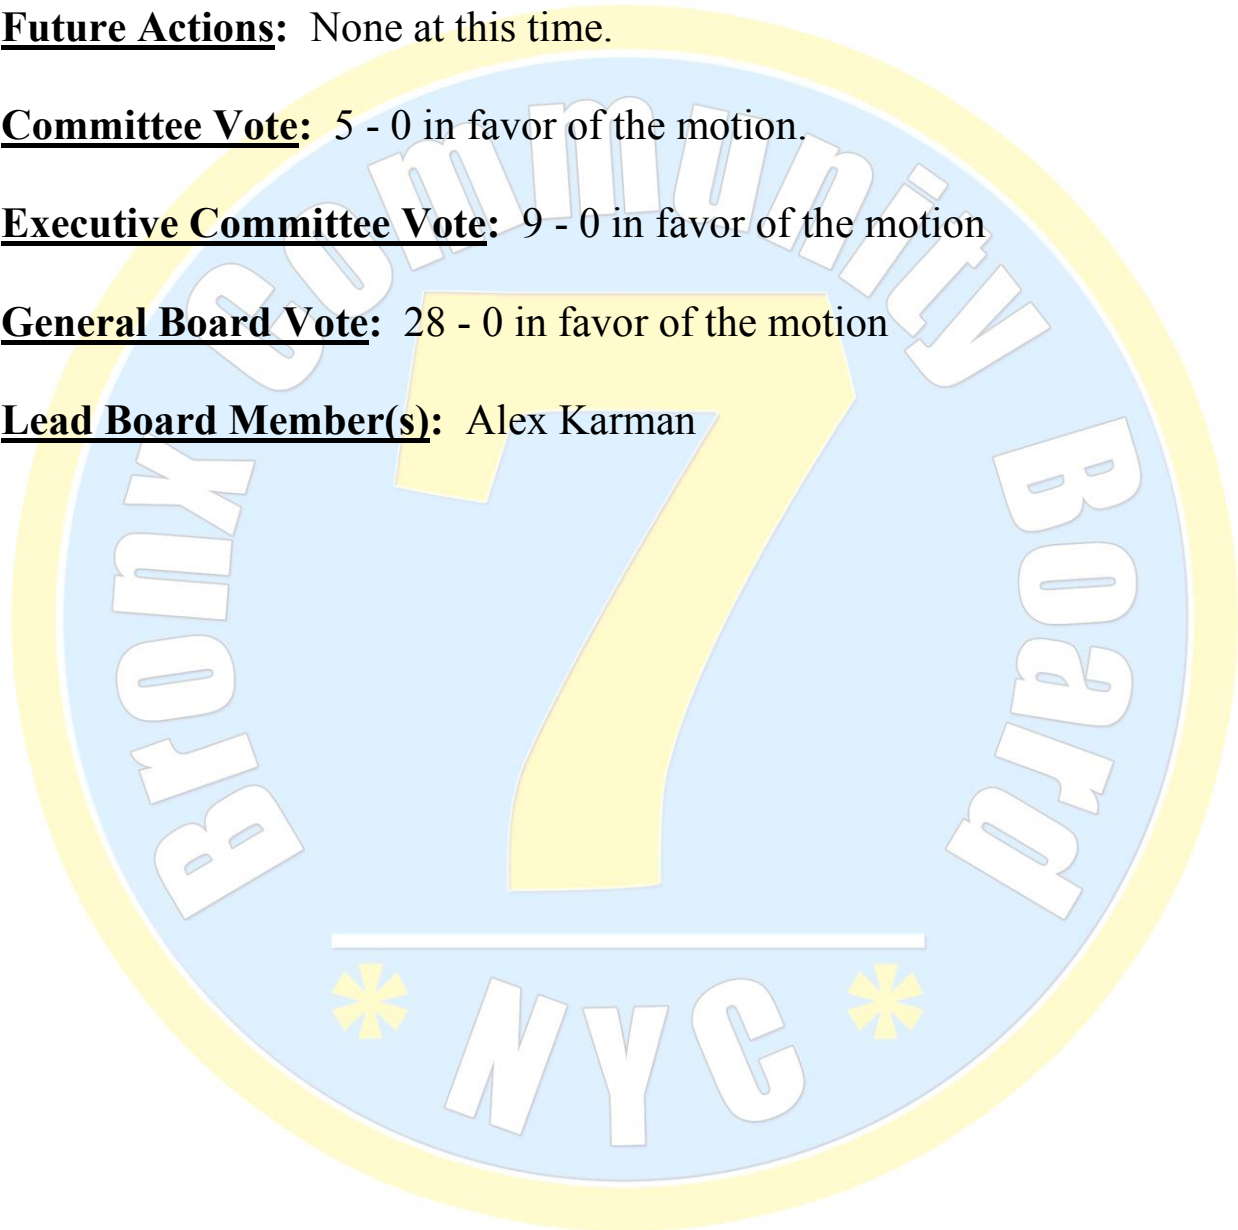 Future Actions: None at this time.
Committee Vote: 5 - 0 in favor of the motion.
Executive Committee Vote: 9 - 0 in favor of the motion
General Board Vote: 28 - 0 in favor of the motion
Lead Board Member(s): Alex Karman
Bronx Community Board
7
* NYC *